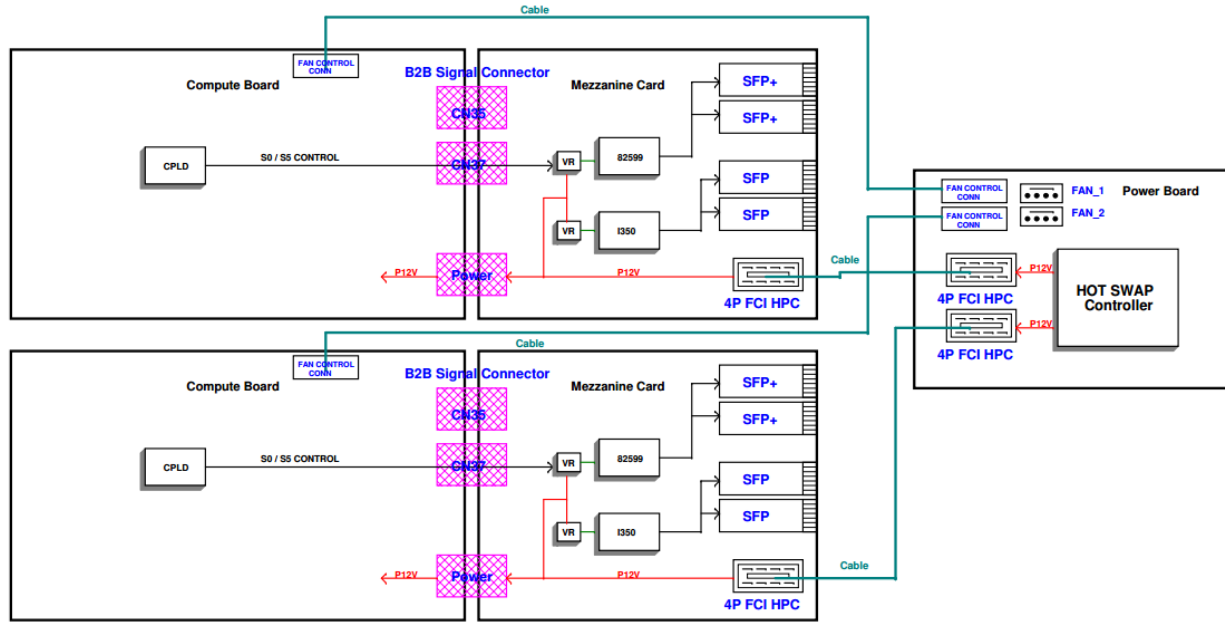 Cable
FAN CONTROL
CONN
B2B Signal Connector
Compute Board
Mezzanine Card
SFP+
CN35
SFP+
CPLD
S0 / S5 CONTROL
CN37
VR
82599
SFP
SFP
VR
I350
P12V
Power
P12V
4P FCI HPC
Cable
FAN CONTROL
CONN
FAN_1
Power Board
FAN CONTROL
CONN
FAN_2
P12V
4P FCI HPC
HOT SWAP
Controller
P12V
4P FCI HPC
Cable
FAN CONTROL
CONN
B2B Signal Connector
Compute Board
Mezzanine Card
SFP+
CN35
SFP+
CPLD
S0 / S5 CONTROL
CN37
VR
82599
SFP
SFP
VR
I350
P12V
Power
P12V
4P FCI HPC
Cable